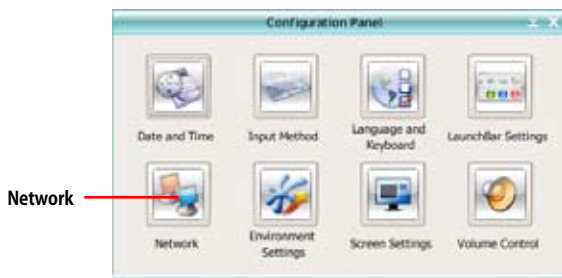 Configuration Panel
Date and Time
Input Method
Language and
Keyboard
LaunchBar Settings
Network
Network
Environment
Settings
Screen Settings
Volume Control